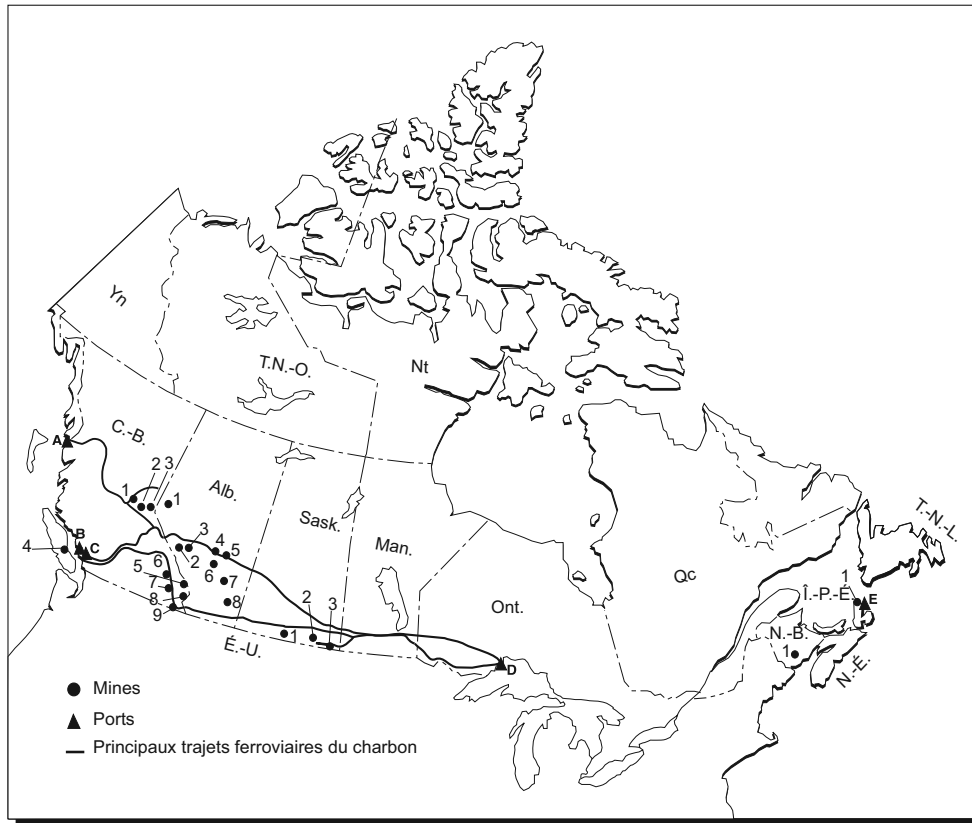 Yn
T.N.-O.
Nt
A
C.-B.
2 3
1
1
Alb.
Sask.
Man.
Qc
T.-N.-L.
B
C
4
3
2
4
5
6
5
6
7
7
8
8
9
Ont.
1
Î.-P.-É.
E
N.-B.
1
N.-É.
2
3
1
É.-U.
D
Mines
Ports
Principaux trajets ferroviaires du charbon